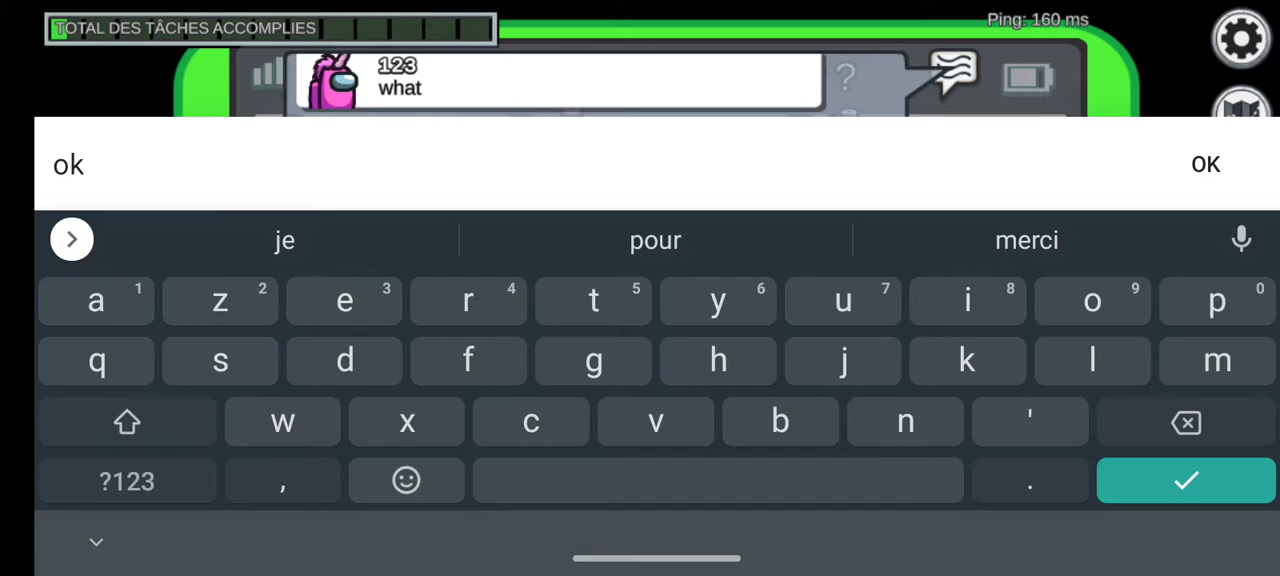 TOTAL DES TÂCHES ACCOMPLIES
Ping: 160 ms
123
what
?
ok
OK
je pour merci
a 1 z 2 e 3 r 4 t 5 y 6 u 7 i 8 o 9 p 0
q s d f g h j k l m
w x c v b n '
?123 , .